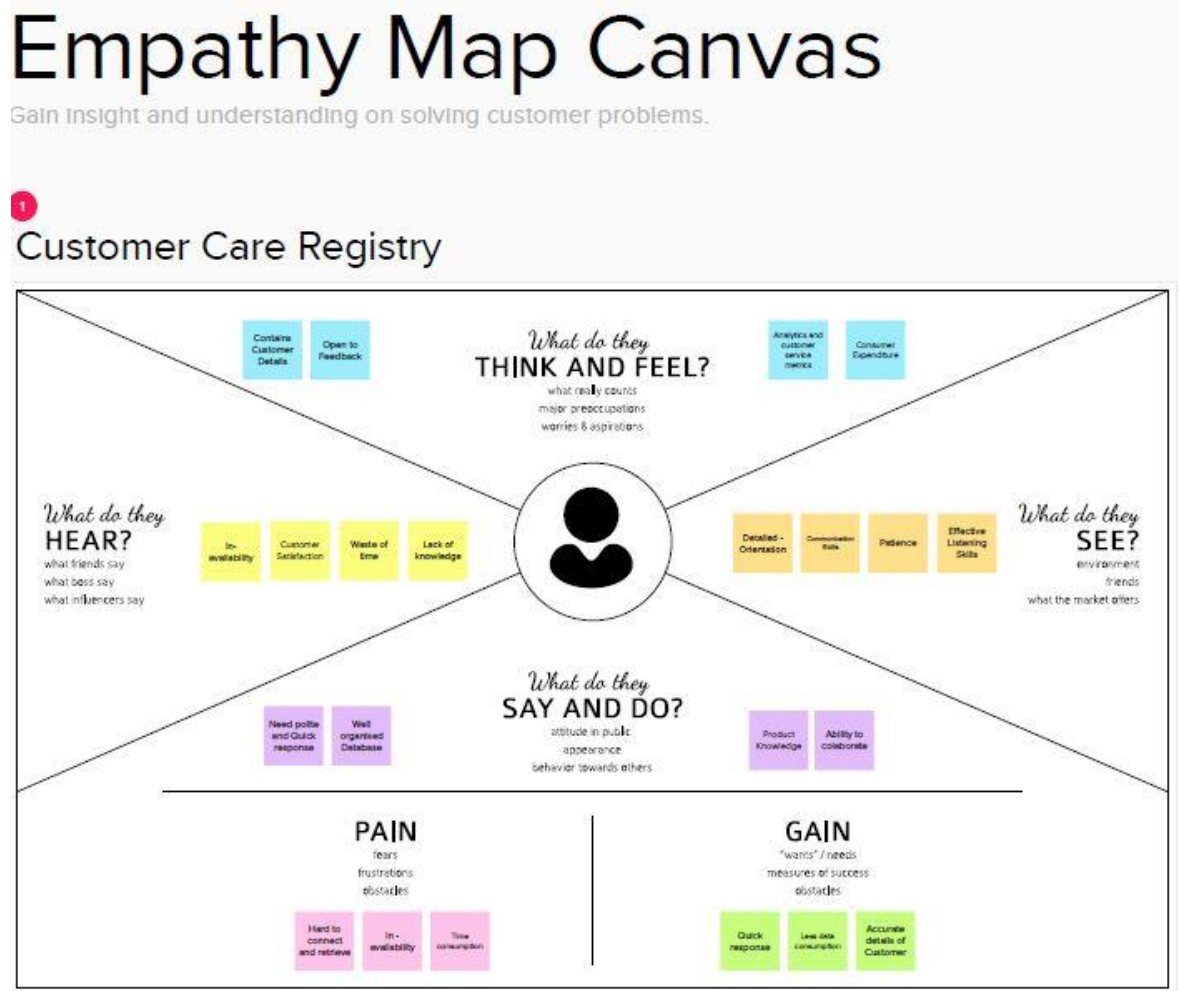 Empathy Map Canvas
Gain insight and understanding on solving customer problems.
1
Customer Care Registry
Contains
Customer
Details
Open to
Feedback
What do they
THINK AND FEEL?
what really counts
major preoccupations
worries & aspirations
Analytics and
customer
service
metrics
Consumer
Expenditure
What do they
HEAR?
what friends say
what boss say
what influencers say
In-
availability
Customer
Satisfaction
Waste of
time
Lack of
knowledge
Detailed -
Orientation
Communication
Skills
Patience
Effective
Listening
Skills
What do they
SEE?
environment
friends
what the market offers
What do they
SAY AND DO?
attitude in public
appearance
behavior towards others
Need polite
and Quick
response
Well
organised
Database
Product
Knowledge
Ability to
colaborate
PAIN
fears
frustrations
obstacles
Hard to
connect
and retrieve
In -
availability
Time
consumption
GAIN
"wants" / needs
measures of success
obstacles
Quick
response
Less data
consumption
Accurate
details of
Customer